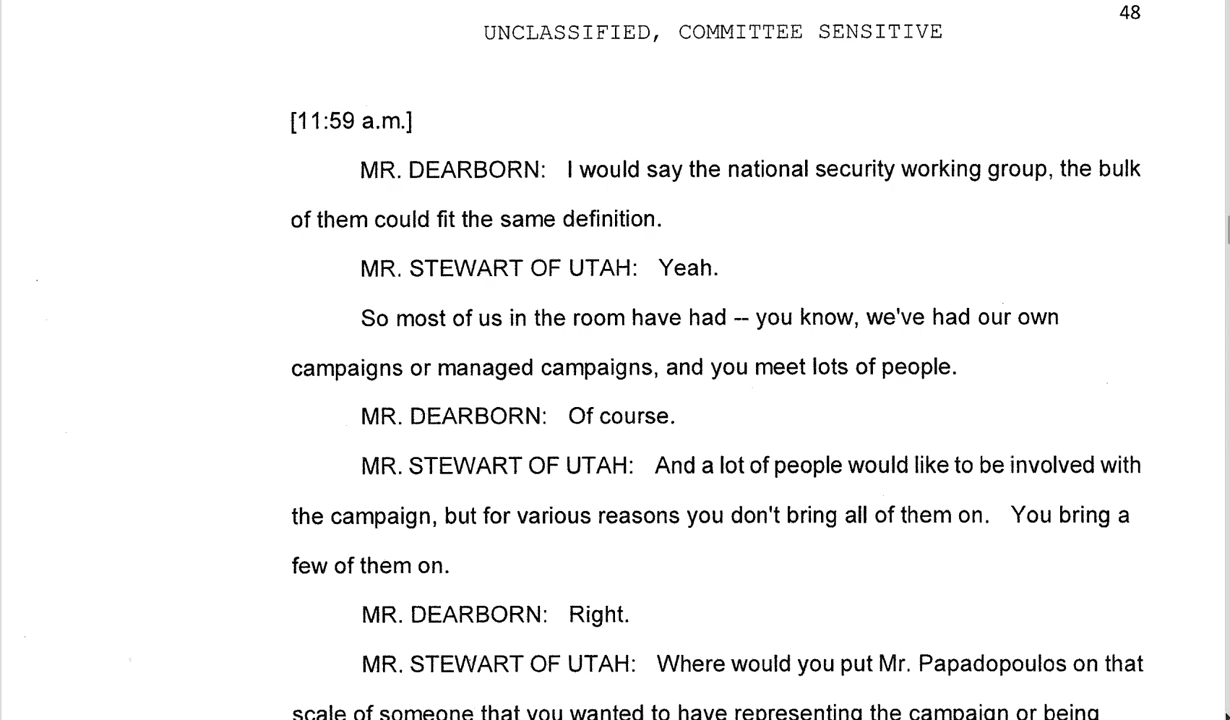 48
UNCLASSIFIED, COMMITTEE SENSITIVE
[11:59 a.m.]
MR. DEARBORN: I would say the national security working group, the bulk
of them could fit the same definition.
MR. STEWART OF UTAH: Yeah.
So most of us in the room have had -- you know, we've had our own
campaigns or managed campaigns, and you meet lots of people.
MR. DEARBORN: Of course.
MR. STEWART OF UTAH: And a lot of people would like to be involved with
the campaign, but for various reasons you don't bring all of them on. You bring a
few of them on.
MR. DEARBORN: Right.
MR. STEWART OF UTAH: Where would you put Mr. Papadopoulos on that
scale of someone that you wanted to have representing the campaign or being